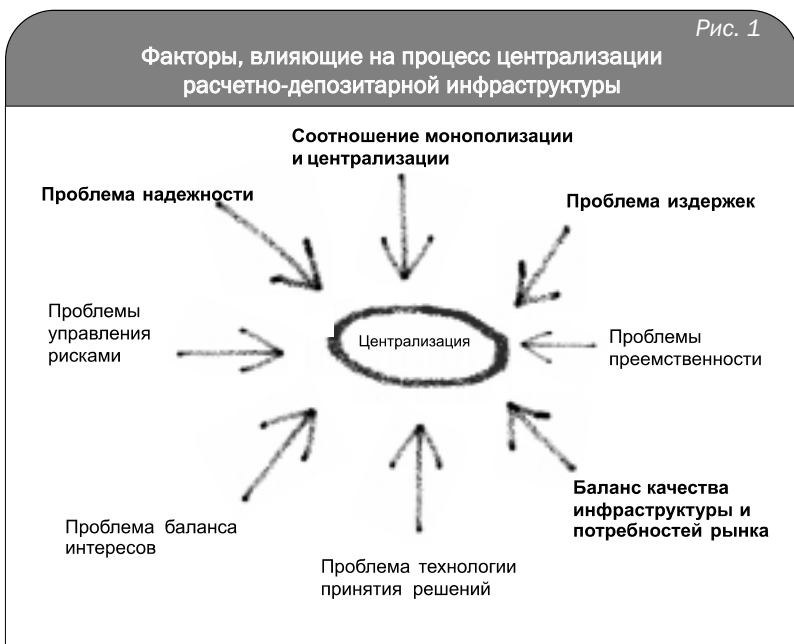 Рис. 1
Факторы, влияющие на процесс централизации
расчетно-депозитарной инфраструктуры
Соотношение монополизации
и централизации
Проблема надежности
Проблема издержек
Проблемы
управления
рисками
Централизация
Проблемы
преемственности
Баланс качества
инфраструктуры и
потребностей рынка
Проблема баланса
интересов
Проблема технологии
принятия решений